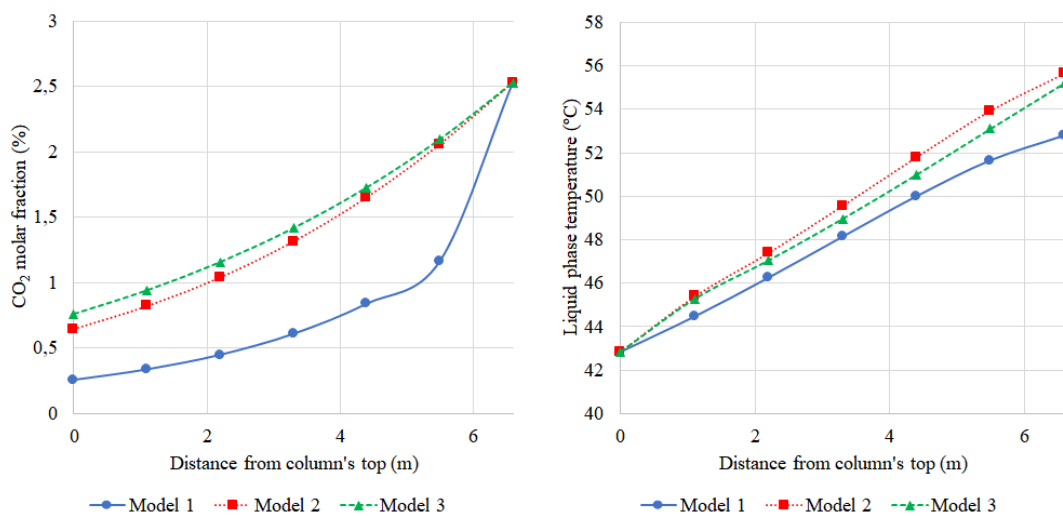 3
2,5
2
1,5
1
0,5
0
CO2 molar fraction (%)
0 2 4 6
Distance from column's top (m)
Model 1 Model 2 Model 3
58
56
54
52
50
48
46
44
42
40
Liquid phase temperature (°C)
0 2 4 6
Distance from column's top (m)
Model 1 Model 2 Model 3